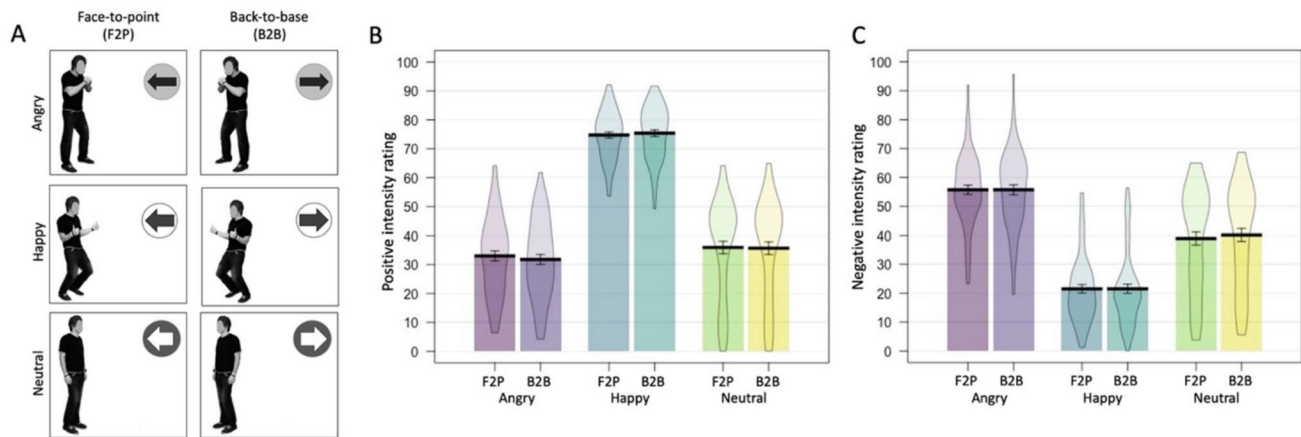 A
Face-to-point
(F2P)
Back-to-base
(B2B)
Angry
Happy
Neutral
B
Positive intensity rating
100
90
80
70
60
50
40
30
20
10
0
F2P B2B F2P B2B F2P B2B
Angry Happy Neutral
C
Negative intensity rating
100
90
80
70
60
50
40
30
20
10
0
F2P B2B F2P B2B F2P B2B
Angry Happy Neutral